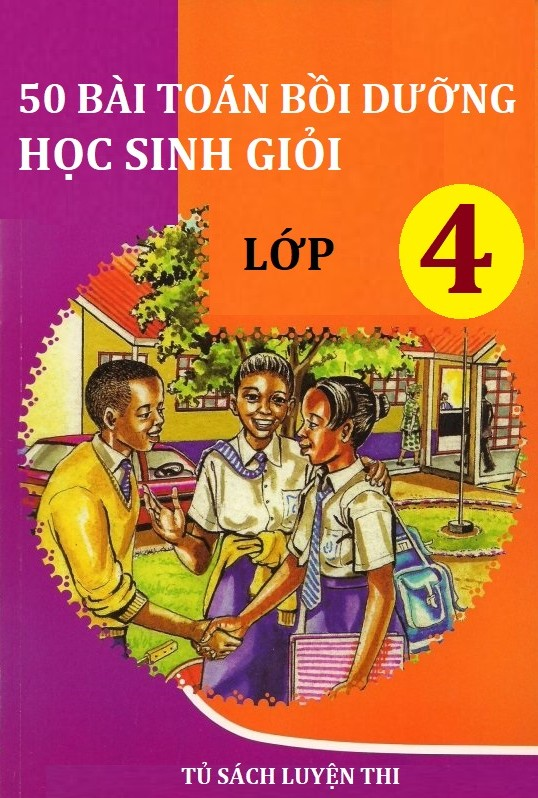 50 BÀI TOÁN BỒI DƯỠNG
HỌC SINH GIỎI
LỚP 4
TỦ SÁCH LUYỆN THI